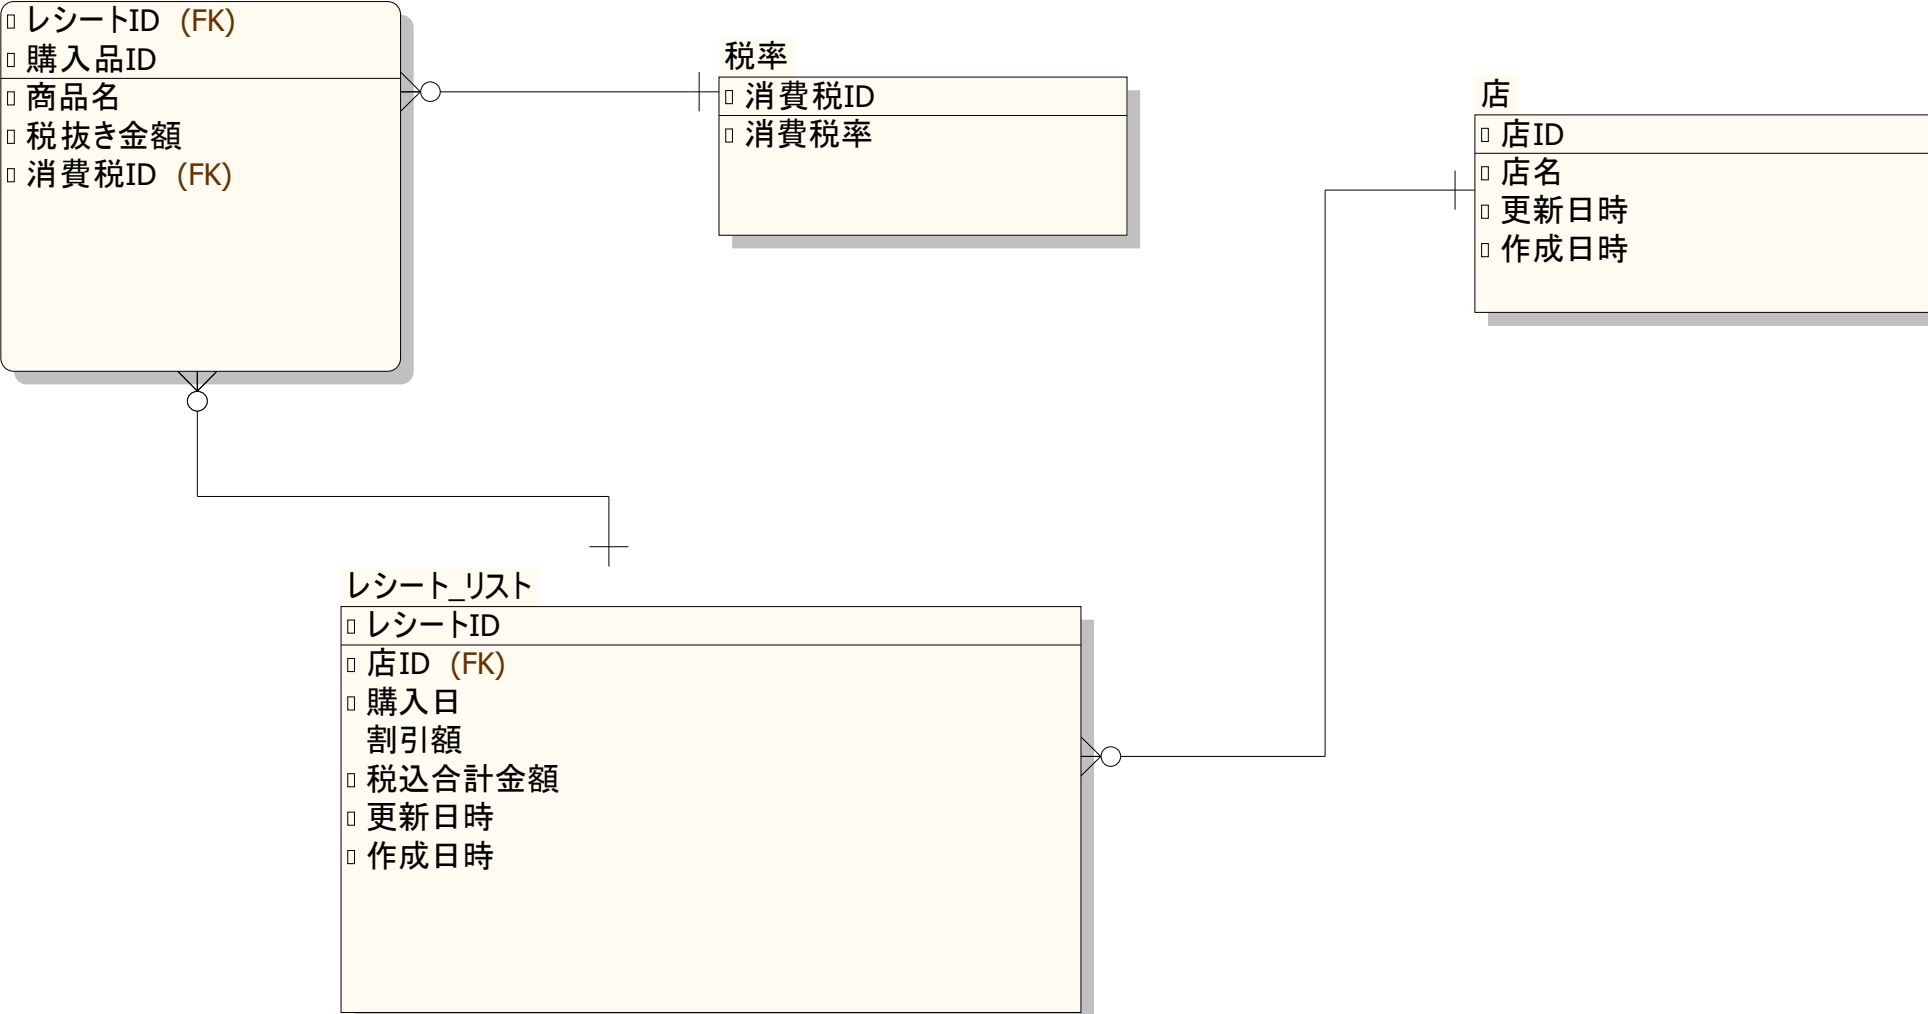 レシートID (FK)
購入品ID
商品名
税抜き金額
消費税ID (FK)
税率
消費税ID
消費税率
店
店ID
店名
更新日時
作成日時
レシート_リスト
レシートID
店ID (FK)
購入日
割引額
税込合計金額
更新日時
作成日時